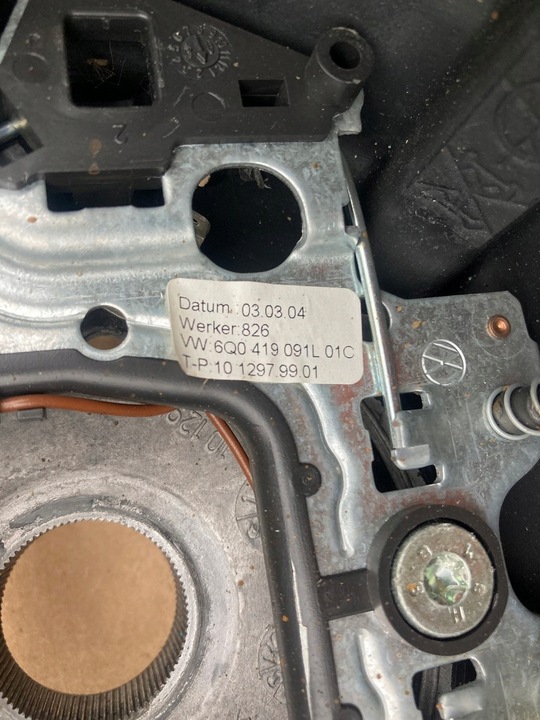 Datum :03.03.04
Werker:826
VW:6Q0 419 091L 01C
T-P:10 1297.99.01